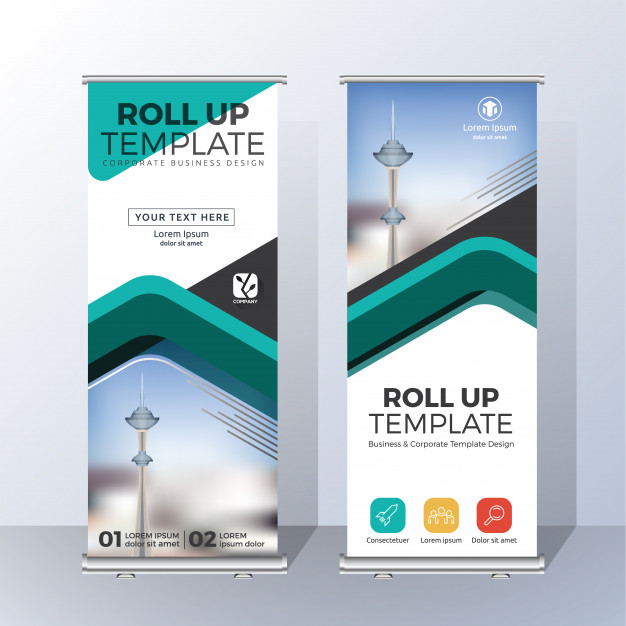 ROLL UP
TEMPLATE
CORPORATE BUSINESS DESIGN
YOUR TEXT HERE
Lorem Ipsum
dolor sit amet
COMPANY
01 LOREM IPSUM
DOLOR SIT AMET
02 LOREM IPSUM
DOLOR SIT AMET
Lorem Ipsum
dolor sit amet
ROLL UP
TEMPLATE
Business & Corporate Template Design
Consectetuer
Lorem ipsum
Dolor amet